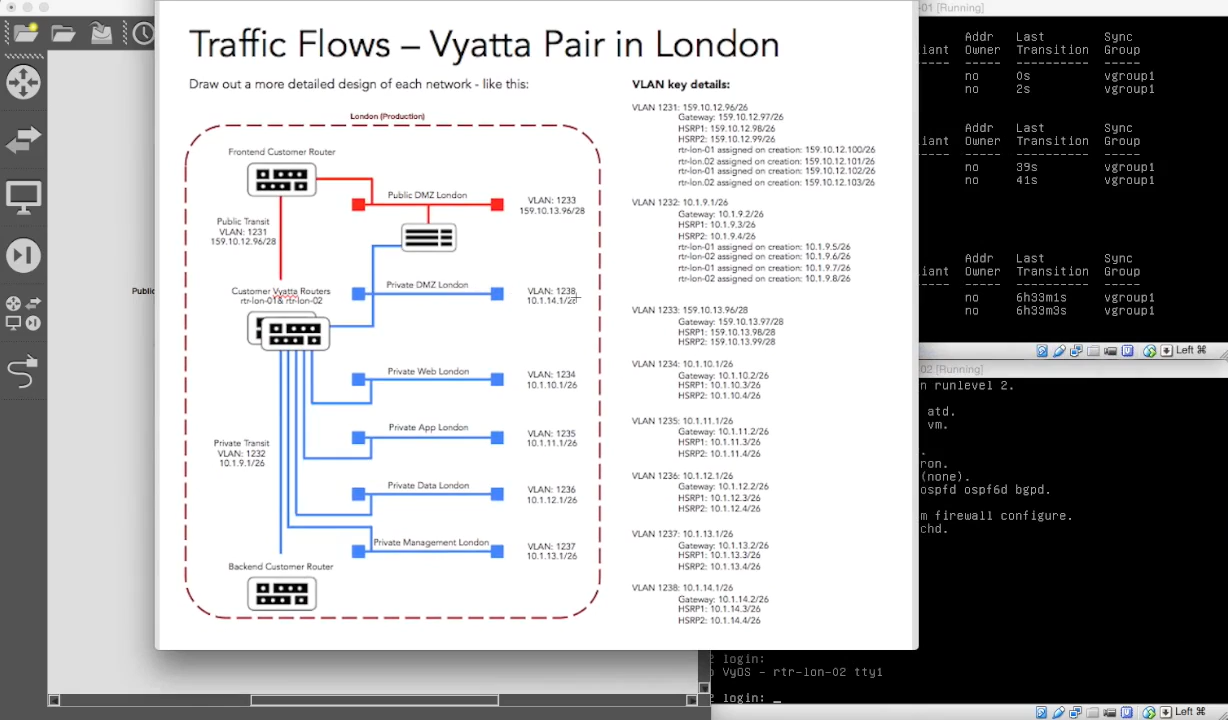 Traffic Flows – Vyatta Pair in London
Draw out a more detailed design of each network - like this:
London (Production)
Frontend Customer Router
Public DMZ London
VLAN: 1233
159.10.13.96/28
Public Transit
VLAN: 1231
159.10.12.96/28
Customer Vyatta Routers
rtr-lon-01& rtr-lon-02
Private DMZ London
VLAN: 1238
10.1.14.1/26
Private Web London
VLAN: 1234
10.1.10.1/26
Private App London
VLAN: 1235
10.1.11.1/26
Private Transit
VLAN: 1232
10.1.9.1/26
Private Data London
VLAN: 1236
10.1.12.1/26
Private Management London
VLAN: 1237
10.1.13.1/26
Backend Customer Router
VLAN key details:
VLAN 1231: 159.10.12.96/26
Gateway: 159.10.12.97/26
HSRP1: 159.10.12.98/26
HSRP2: 159.10.12.99/26
rtr-lon-01 assigned on creation: 159.10.12.100/26
rtr-lon.02 assigned on creation: 159.10.12.101/26
rtr-lon-01 assigned on creation: 159.10.12.102/26
rtr-lon.02 assigned on creation: 159.10.12.103/26
VLAN 1232: 10.1.9.1/26
Gateway: 10.1.9.2/26
HSRP1: 10.1.9.3/26
HSRP2: 10.1.9.4/26
rtr-lon-01 assigned on creation: 10.1.9.5/26
rtr-lon-02 assigned on creation: 10.1.9.6/26
rtr-lon-01 assigned on creation: 10.1.9.7/26
rtr-lon-02 assigned on creation: 10.1.9.8/26
VLAN 1233: 159.10.13.96/28
Gateway: 159.10.13.97/28
HSRP1: 159.10.13.98/28
HSRP2: 159.10.13.99/28
VLAN 1234: 10.1.10.1/26
Gateway: 10.1.10.2/26
HSRP1: 10.1.10.3/26
HSRP2: 10.1.10.4/26
VLAN 1235: 10.1.11.1/26
Gateway: 10.1.11.2/26
HSRP1: 10.1.11.3/26
HSRP2: 10.1.11.4/26
VLAN 1236: 10.1.12.1/26
Gateway: 10.1.12.2/26
HSRP1: 10.1.12.3/26
HSRP2: 10.1.12.4/26
VLAN 1237: 10.1.13.1/26
Gateway: 10.1.13.2/26
HSRP1: 10.1.13.3/26
HSRP2: 10.1.13.4/26
VLAN 1238: 10.1.14.1/26
Gateway: 10.1.14.2/26
HSRP1: 10.1.14.3/26
HSRP2: 10.1.14.4/26
Public
-01 [Running]
Addr Last Sync
liant Owner Transition Group
----- ---------- -----
no 0s vgroup1
no 2s vgroup1
Addr Last Sync
liant Owner Transition Group
----- ---------- -----
no 39s vgroup1
no 41s vgroup1
Addr Last Sync
liant Owner Transition Group
----- ---------- -----
no 6h33m1s vgroup1
no 6h33m3s vgroup1
Left ⌘
02 [Running]
n runlevel 2.
atd.
vm.
.
ron.
(none).
ospfd ospf6d bgpd.
m firewall configure.
chd.
2 login:
VyOS - rtr-lon-02 tty1
2 login: _
Left ⌘